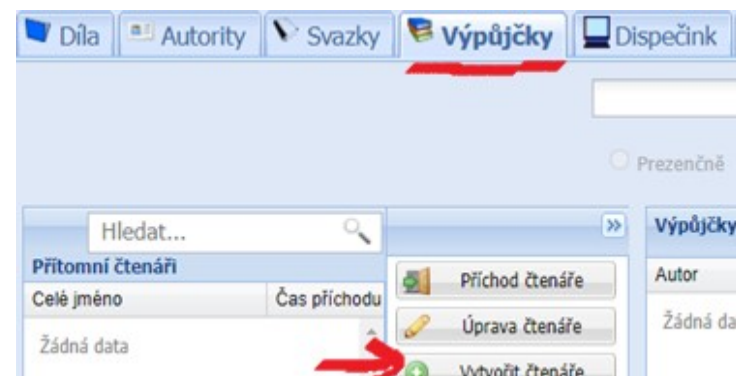 Díla Autority Svazky Výpůjčky Dispečink
Prezenčně
Hledat...
Přítomní čtenáři
Celé jméno Čas příchodu
Žádná data
Příchod čtenáře
Úprava čtenáře
Vytvořit čtenáře
Výpůjčky
Autor
Žádná